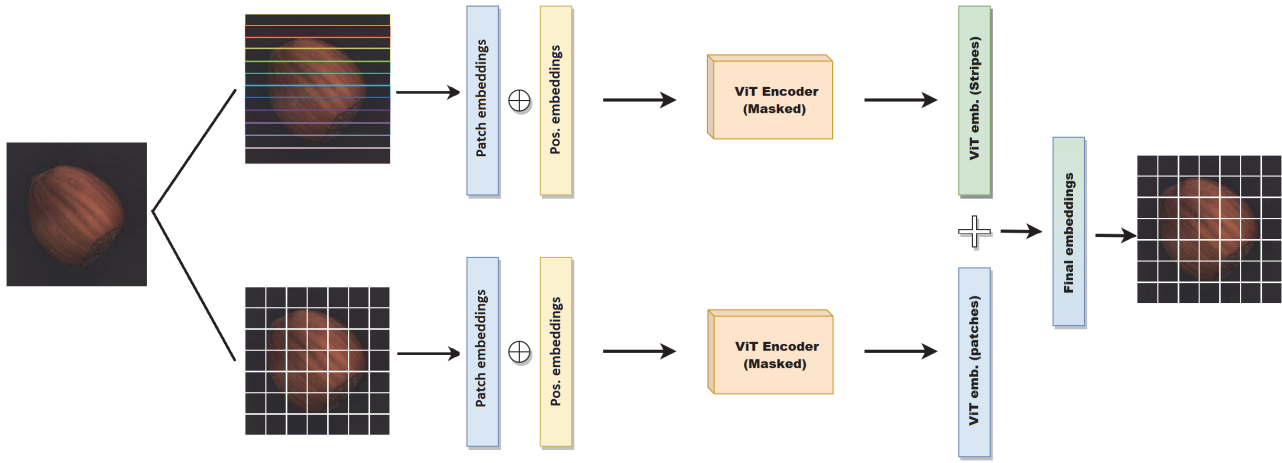 Patch embeddings
Pos. embeddings
ViT Encoder
(Masked)
ViT emb. (Stripes)
Patch embeddings
Pos. embeddings
ViT Encoder
(Masked)
ViT emb. (patches)
Final embeddings